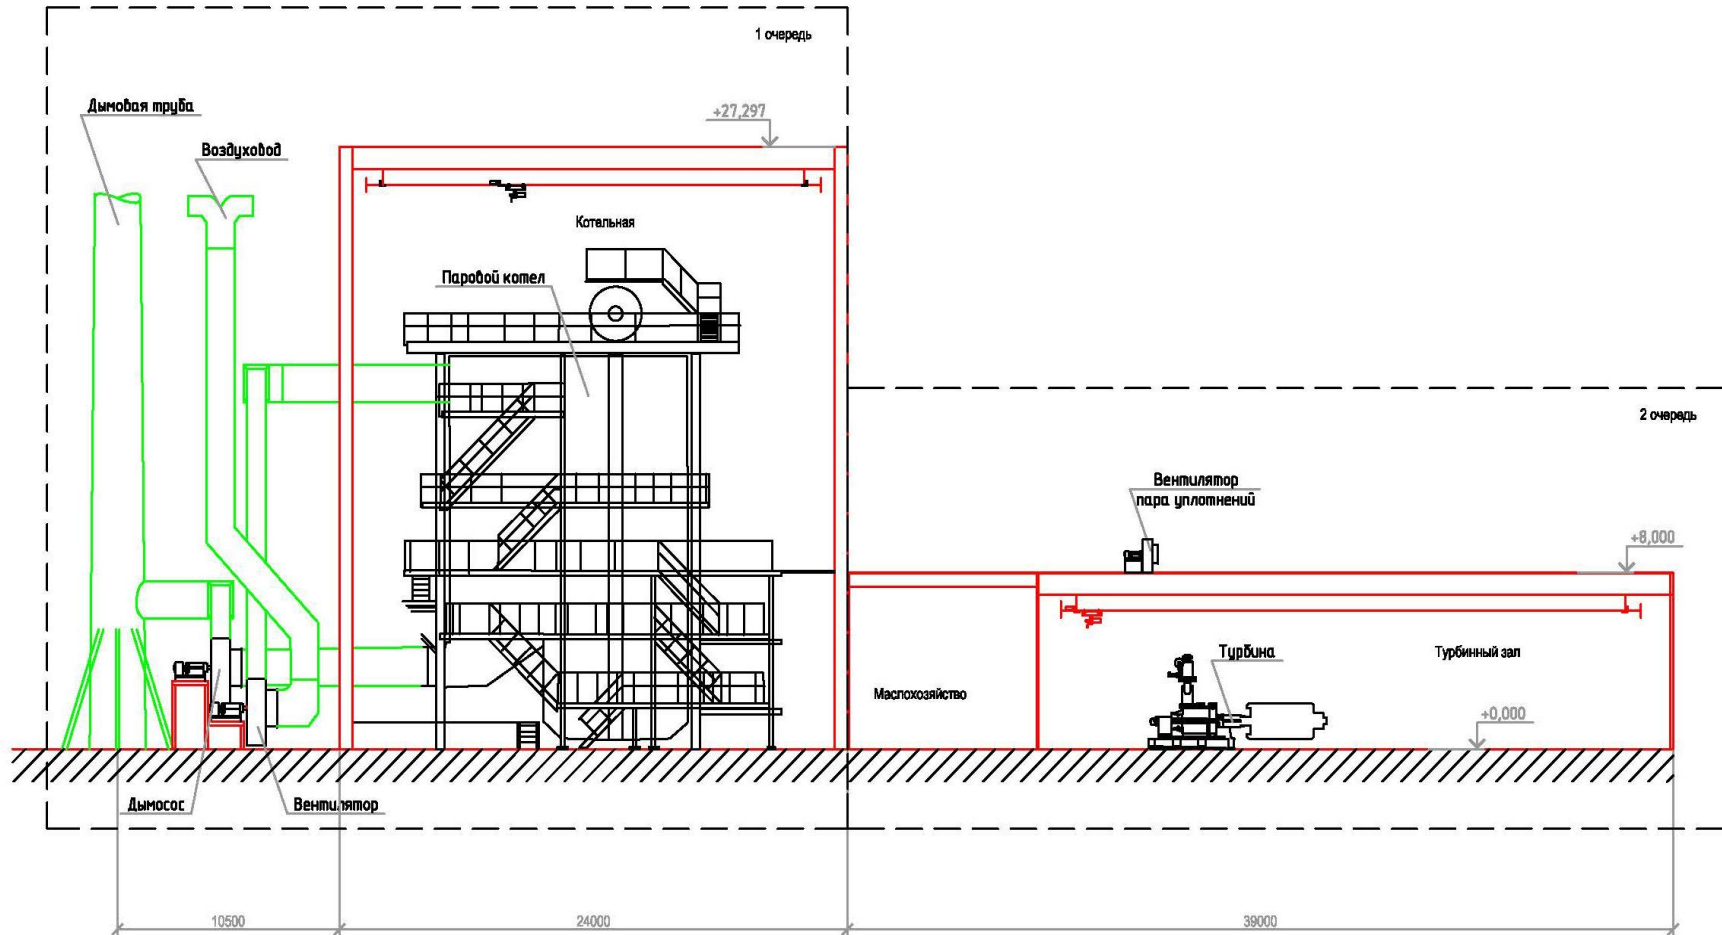 1 очередь
Дымовая труба
+27,297
Воздуховод
Котельная
Паровой котел
2 очередь
Вентилятор
пара уплотнений
+8,000
Турбина
Турбинный зал
Маслохозяйство
+0,000
Дымосос
Вентилятор
10500
24000
39000